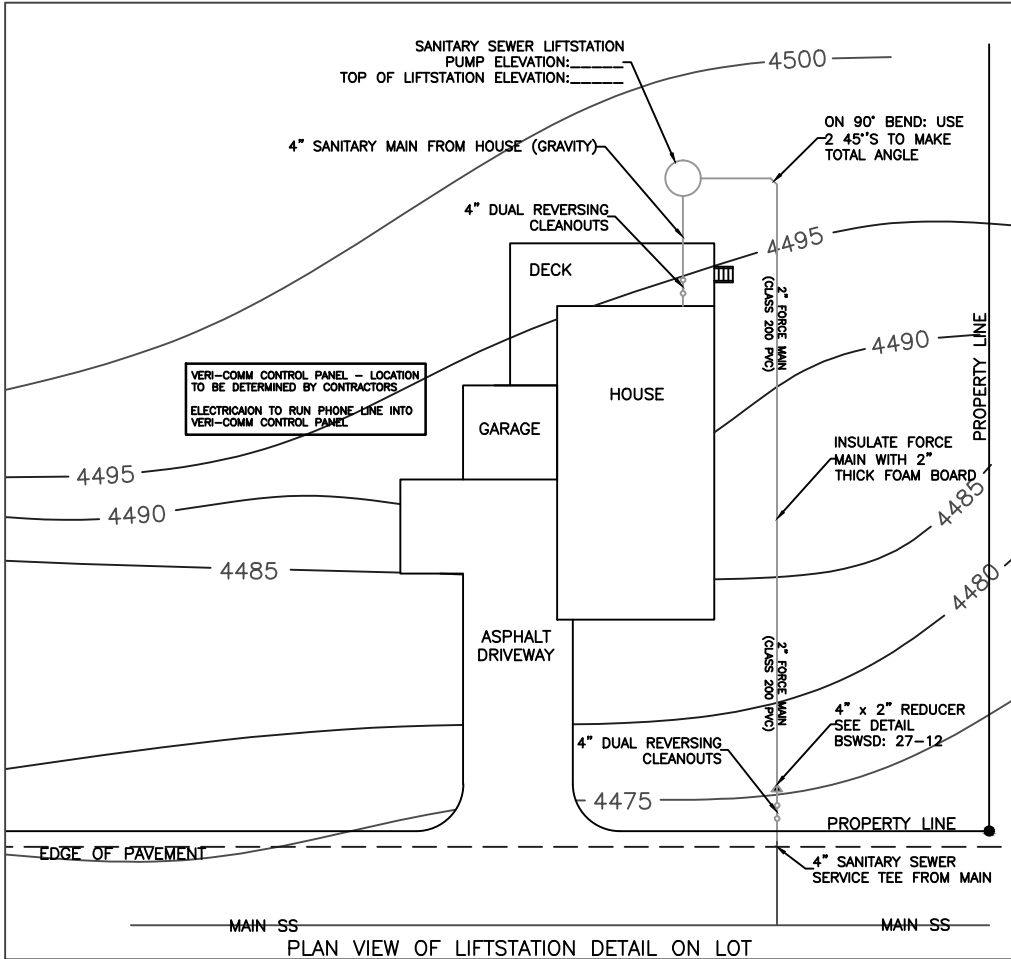 SANITARY SEWER LIFTSTATION
PUMP ELEVATION:_____
TOP OF LIFTSTATION ELEVATION:_____
4500
ON 90° BEND: USE
2 45°'S TO MAKE
TOTAL ANGLE
4" SANITARY MAIN FROM HOUSE (GRAVITY)
4" DUAL REVERSING
CLEANOUTS
4495
DECK
2" FORCE MAIN
(CLASS 200 PVC)
PROPERTY LINE
4490
VERI-COMM CONTROL PANEL - LOCATION
TO BE DETERMINED BY CONTRACTORS
ELECTRICAION TO RUN PHONE LINE INTO
VERI-COMM CONTROL PANEL
HOUSE
GARAGE
INSULATE FORCE
MAIN WITH 2"
THICK FOAM BOARD
4495
4490
4485
4485
4480
ASPHALT
DRIVEWAY
2" FORCE MAIN
(CLASS 200 PVC)
4" x 2" REDUCER
SEE DETAIL
BSWSD: 27-12
4" DUAL REVERSING
CLEANOUTS
4475
PROPERTY LINE
EDGE OF PAVEMENT
4" SANITARY SEWER
SERVICE TEE FROM MAIN
MAIN SS
MAIN SS
PLAN VIEW OF LIFTSTATION DETAIL ON LOT